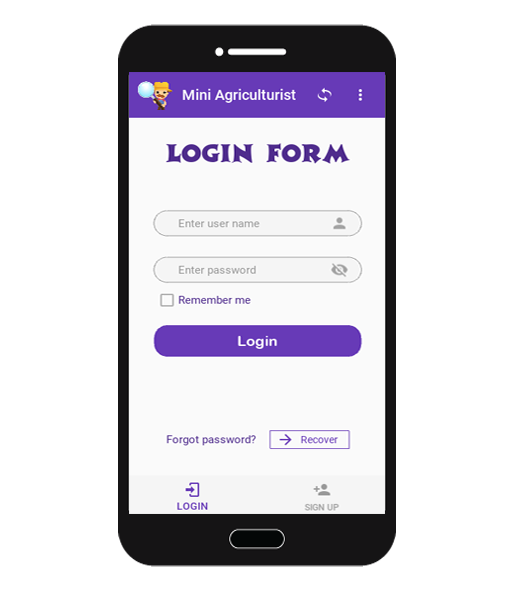 Mini Agriculturist
LOGIN FORM
Enter user name
Enter password
Remember me
Login
Forgot password?
Recover
LOGIN
SIGN UP